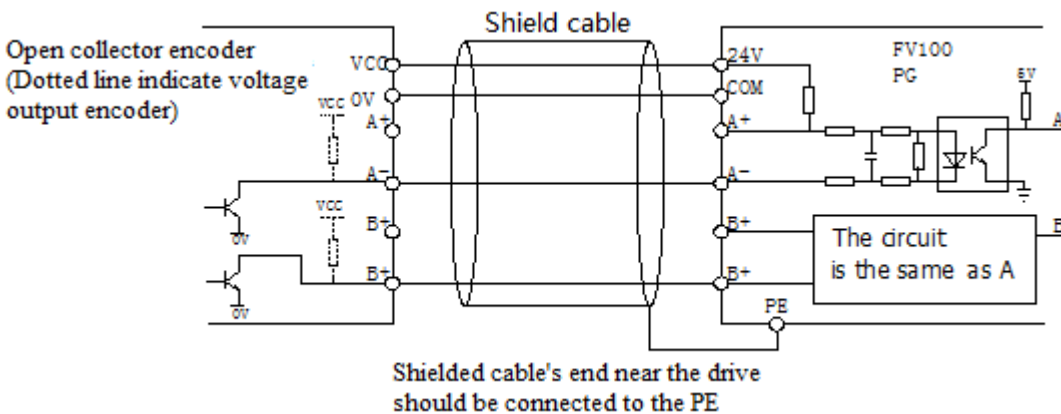 Shield cable
Open collector encoder
(Dotted line indicate voltage
output encoder)
VCC
0V
A+
A-
B+
B+
VCC
VCC
0V
0V
24V
COM
A+
A-
B+
B+
PE
FV100
PG
5V
A
B
The circuit
is the same as A
Shielded cable's end near the drive
should be connected to the PE